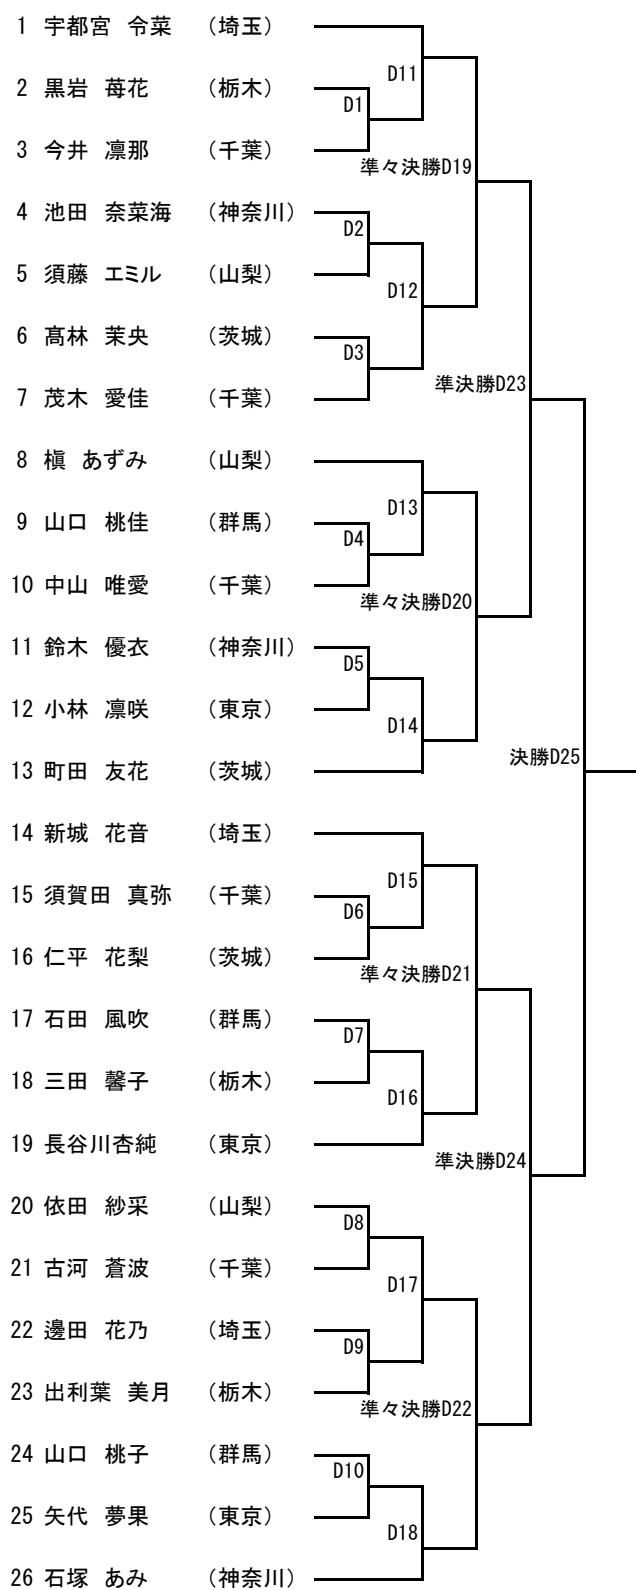 1 宇都宮 令菜 （埼玉）
D11
2 黒岩 苺花 （栃木）
D1
3 今井 凛那 （千葉）
準々決勝D19
4 池田 奈菜海 （神奈川）
D2
5 須藤 エミル （山梨）
D12
6 髙林 茉央 （茨城）
D3
準決勝D23
7 茂木 愛佳 （千葉）
8 槇 あずみ （山梨）
D13
9 山口 桃佳 （群馬）
D4
10 中山 唯愛 （千葉）
準々決勝D20
11 鈴木 優衣 （神奈川）
D5
12 小林 凛咲 （東京）
D14
決勝D25
13 町田 友花 （茨城）
14 新城 花音 （埼玉）
D15
15 須賀田 真弥 （千葉）
D6
16 仁平 花梨 （茨城）
準々決勝D21
17 石田 風吹 （群馬）
D7
18 三田 馨子 （栃木）
D16
19 長谷川杏純 （東京）
準決勝D24
20 依田 紗采 （山梨）
D8
21 古河 蒼波 （千葉）
D17
22 邊田 花乃 （埼玉）
D9
23 出利葉 美月 （栃木）
準々決勝D22
24 山口 桃子 （群馬）
D10
25 矢代 夢果 （東京）
D18
26 石塚 あみ （神奈川）